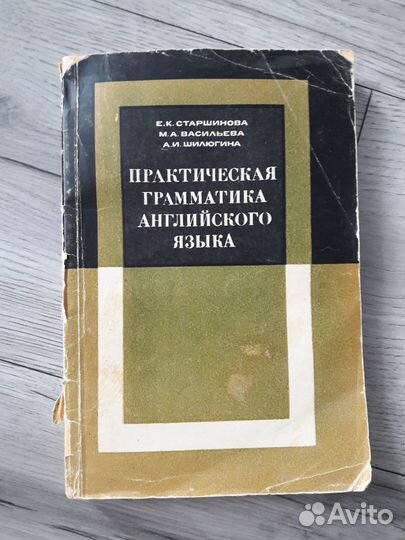 Е.К.СТАРШИНОВА
М.А.ВАСИЛЬЕВА
А.И.ШИЛЮГИНА
ПРАКТИЧЕСКАЯ
ГРАММАТИКА
АНГЛИЙСКОГО
ЯЗЫКА
Avito